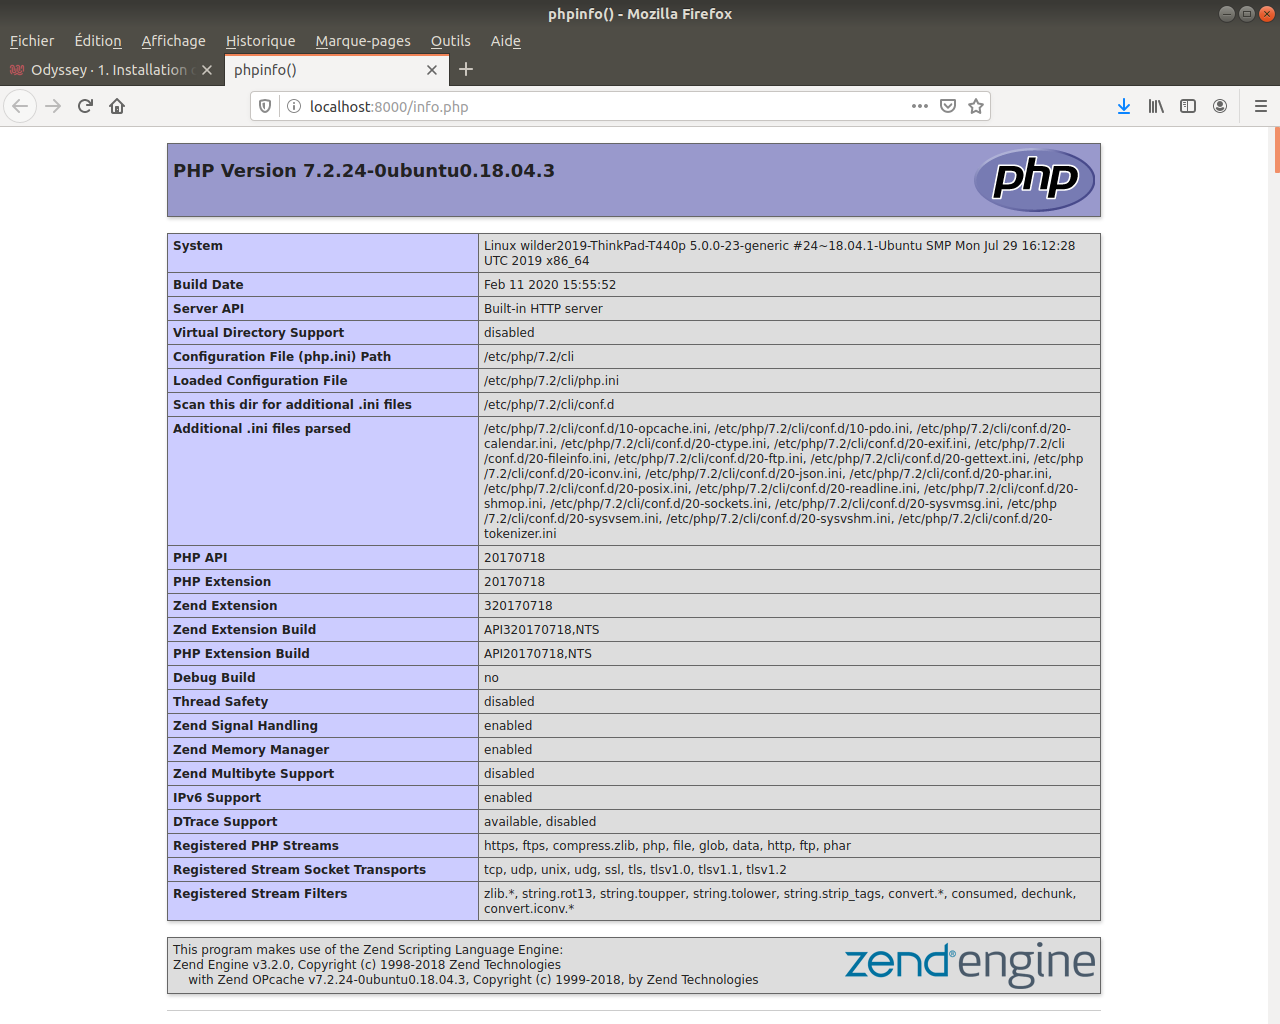 phpinfo() - Mozilla Firefox
Fichier Édition Affichage Historique Marque-pages Outils Aide
Odyssey · 1. Installation
phpinfo()
localhost:8000/info.php
PHP Version 7.2.24-0ubuntu0.18.04.3
php
System Linux wilder2019-ThinkPad-T440p 5.0.0-23-generic #24~18.04.1-Ubuntu SMP Mon Jul 29 16:12:28
UTC 2019 x86_64
Build Date Feb 11 2020 15:55:52
Server API Built-in HTTP server
Virtual Directory Support disabled
Configuration File (php.ini) Path /etc/php/7.2/cli
Loaded Configuration File /etc/php/7.2/cli/php.ini
Scan this dir for additional .ini files /etc/php/7.2/cli/conf.d
Additional .ini files parsed /etc/php/7.2/cli/conf.d/10-opcache.ini, /etc/php/7.2/cli/conf.d/10-pdo.ini, /etc/php/7.2/cli/conf.d/20-
calendar.ini, /etc/php/7.2/cli/conf.d/20-ctype.ini, /etc/php/7.2/cli/conf.d/20-exif.ini, /etc/php/7.2/cli
/conf.d/20-fileinfo.ini, /etc/php/7.2/cli/conf.d/20-ftp.ini, /etc/php/7.2/cli/conf.d/20-gettext.ini, /etc/php
/7.2/cli/conf.d/20-iconv.ini, /etc/php/7.2/cli/conf.d/20-json.ini, /etc/php/7.2/cli/conf.d/20-phar.ini,
/etc/php/7.2/cli/conf.d/20-posix.ini, /etc/php/7.2/cli/conf.d/20-readline.ini, /etc/php/7.2/cli/conf.d/20-
shmop.ini, /etc/php/7.2/cli/conf.d/20-sockets.ini, /etc/php/7.2/cli/conf.d/20-sysvmsg.ini, /etc/php
/7.2/cli/conf.d/20-sysvsem.ini, /etc/php/7.2/cli/conf.d/20-sysvshm.ini, /etc/php/7.2/cli/conf.d/20-
tokenizer.ini
PHP API 20170718
PHP Extension 20170718
Zend Extension 320170718
Zend Extension Build API320170718,NTS
PHP Extension Build API20170718,NTS
Debug Build no
Thread Safety disabled
Zend Signal Handling enabled
Zend Memory Manager enabled
Zend Multibyte Support disabled
IPv6 Support enabled
DTrace Support available, disabled
Registered PHP Streams https, ftps, compress.zlib, php, file, glob, data, http, ftp, phar
Registered Stream Socket Transports tcp, udp, unix, udg, ssl, tls, tlsv1.0, tlsv1.1, tlsv1.2
Registered Stream Filters zlib.*, string.rot13, string.toupper, string.tolower, string.strip_tags, convert.*, consumed, dechunk,
convert.iconv.*
This program makes use of the Zend Scripting Language Engine:
Zend Engine v3.2.0, Copyright (c) 1998-2018 Zend Technologies
with Zend OPcache v7.2.24-0ubuntu0.18.04.3, Copyright (c) 1999-2018, by Zend Technologies
zend® engine